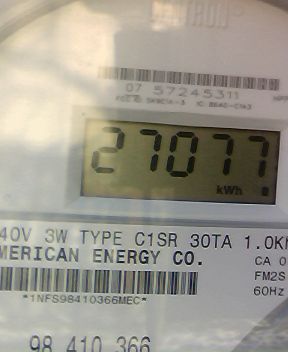 CENTRON
07 57245311
27077
kWh
40V 3W TYPE C1SR 30TA 1.0K
MERICAN ENERGY CO.
CA 0
FM2S
60Hz
*1NFS98410366MEC*
98 410 366